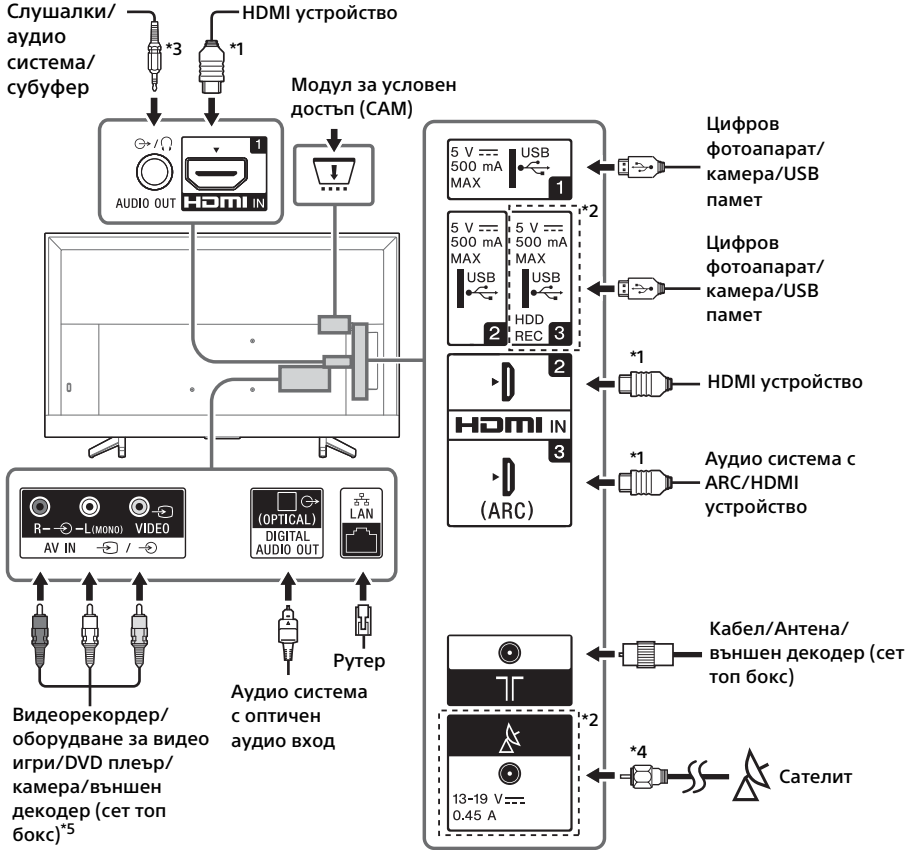 Слушалки/
аудио
система/
субуфер
*3
HDMI устройство
*1
Модул за условен
достъп (CAM)
AUDIO OUT
1
HDMI IN
5 V
500 mA
MAX
USB
1
Цифров
фотоапарат/
камера/USB
памет
*2
5 V
500 mA
MAX
USB
2
5 V
500 mA
MAX
USB
HDD
REC 3
Цифров
фотоапарат/
камера/USB
памет
2
*1
HDMI устройство
HDMI IN
3
(ARC)
*1
Аудио система с
ARC/HDMI
устройство
R- -L(MONO) VIDEO
AV IN /
(OPTICAL)
DIGITAL
AUDIO OUT
LAN
Рутер
Аудио система
с оптичен
аудио вход
Видеорекордер/
оборудване за видео
игри/DVD плеър/
камера/външен
декодер (сет топ
бокс)*5
Кабел/Антена/
външен декодер (сет
топ бокс)
*2
13-19 V
0.45 A
*4
Сателит